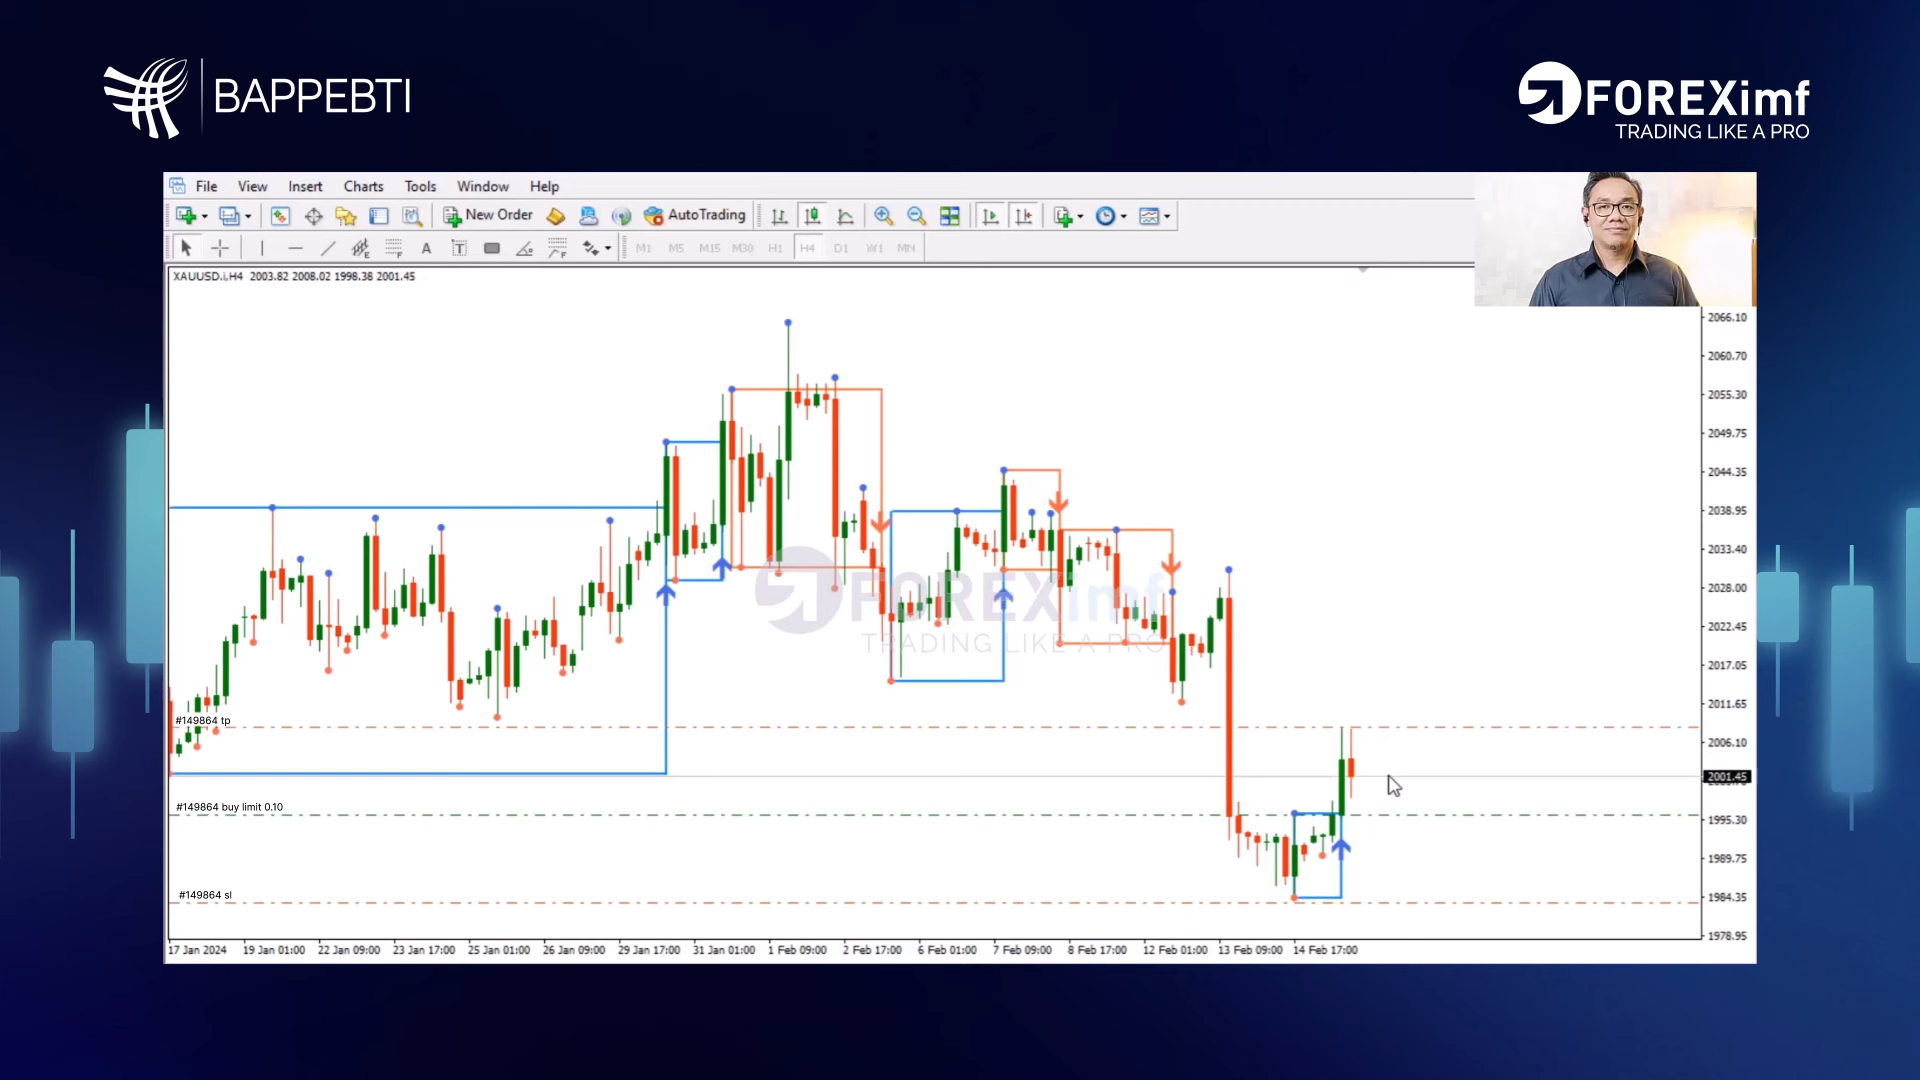 BAPPEBTI
FOREXimf
TRADING LIKE A PRO
File View Insert Charts Tools Window Help
New Order AutoTrading
A T
M1 M5 M15 M30 H1 H4 D1 W1 MN
XAUUSD.i,H4 2003.82 2008.02 1998.38 2001.45
2066.10
2060.70
2055.30
2049.75
2044.35
2038.95
2033.40
2028.00
2022.45
2017.05
2011.65
2006.10
2001.45
1995.30
1989.75
1984.35
1978.95
FOREXimf
TRADING LIKE A PRO
#149864 tp
#149864 buy limit 0.10
#149864 sl
17 Jan 2024 19 Jan 01:00 22 Jan 09:00 23 Jan 17:00 25 Jan 01:00 26 Jan 09:00 29 Jan 17:00 31 Jan 01:00 1 Feb 09:00 2 Feb 17:00 6 Feb 01:00 7 Feb 09:00 8 Feb 17:00 12 Feb 01:00 13 Feb 09:00 14 Feb 17:00